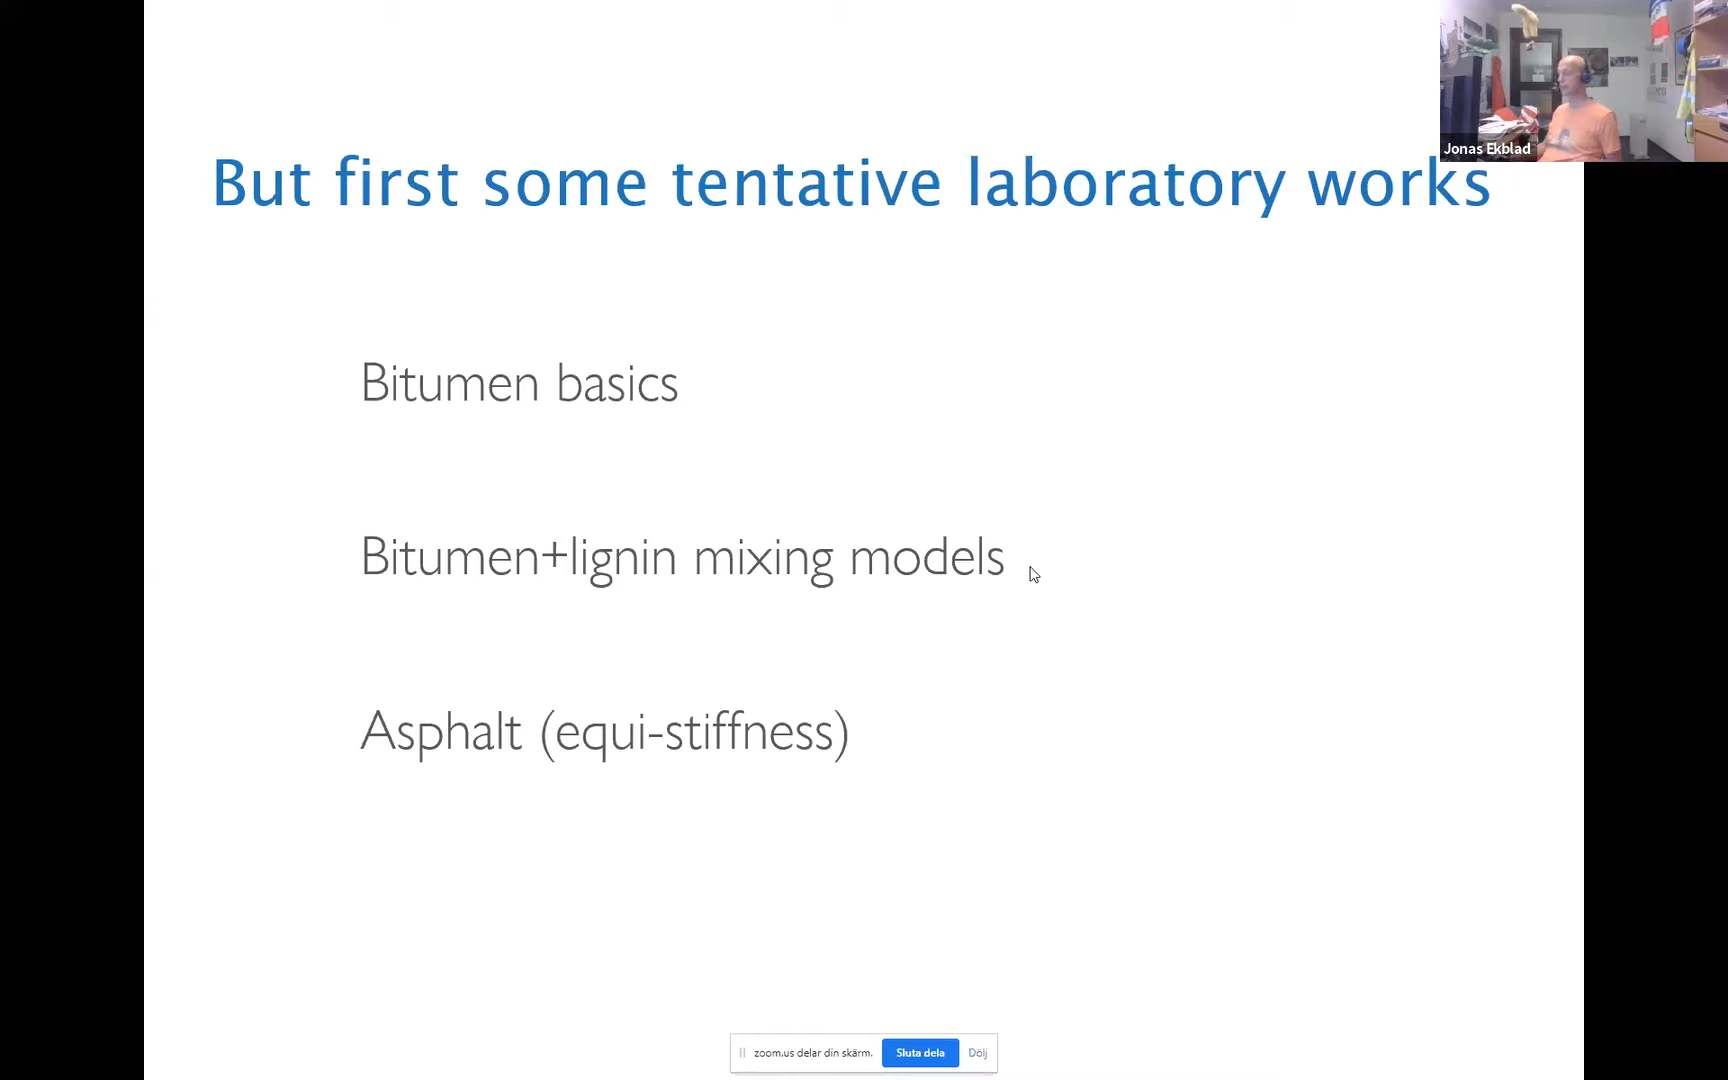 Jonas Ekblad
But first some tentative laboratory works
Bitumen basics
Bitumen+lignin mixing models
Asphalt (equi-stiffness)
zoom.us delar din skärm. Sluta dela Dölj